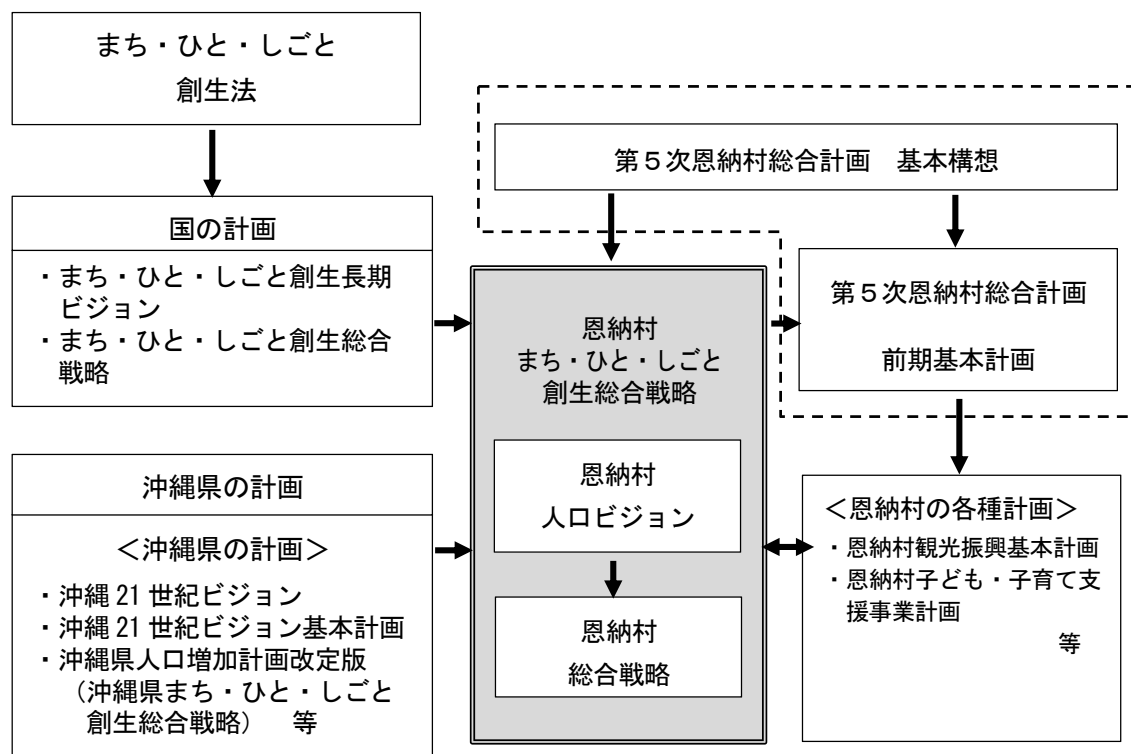 まち・ひと・しごと
創生法
第5次恩納村総合計画　基本構想
国の計画
・まち・ひと・しごと創生長期
ビジョン
・まち・ひと・しごと創生総合
戦略
恩納村
まち・ひと・しごと
創生総合戦略
第5次恩納村総合計画
前期基本計画
沖縄県の計画
＜沖縄県の計画＞
・沖縄21世紀ビジョン
・沖縄21世紀ビジョン基本計画
・沖縄県人口増加計画改定版
（沖縄県まち・ひと・しごと
創生総合戦略）　等
恩納村
人口ビジョン
恩納村
総合戦略
＜恩納村の各種計画＞
・恩納村観光振興基本計画
・恩納村子ども・子育て支
援事業計画
等